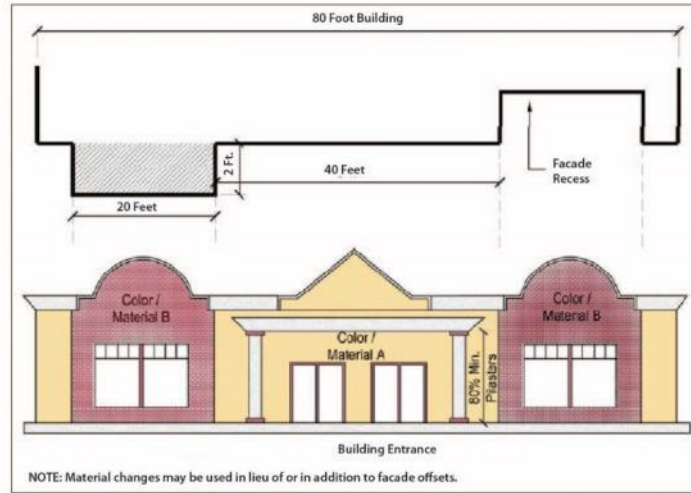 80 Foot Building
2 Ft.
40 Feet
Facade
Recess
20 Feet
Color /
Material B
Color /
Material A
Color /
Material B
80% Min.
Pilasters
Building Entrance
NOTE: Material changes may be used in lieu of or in addition to facade offsets.